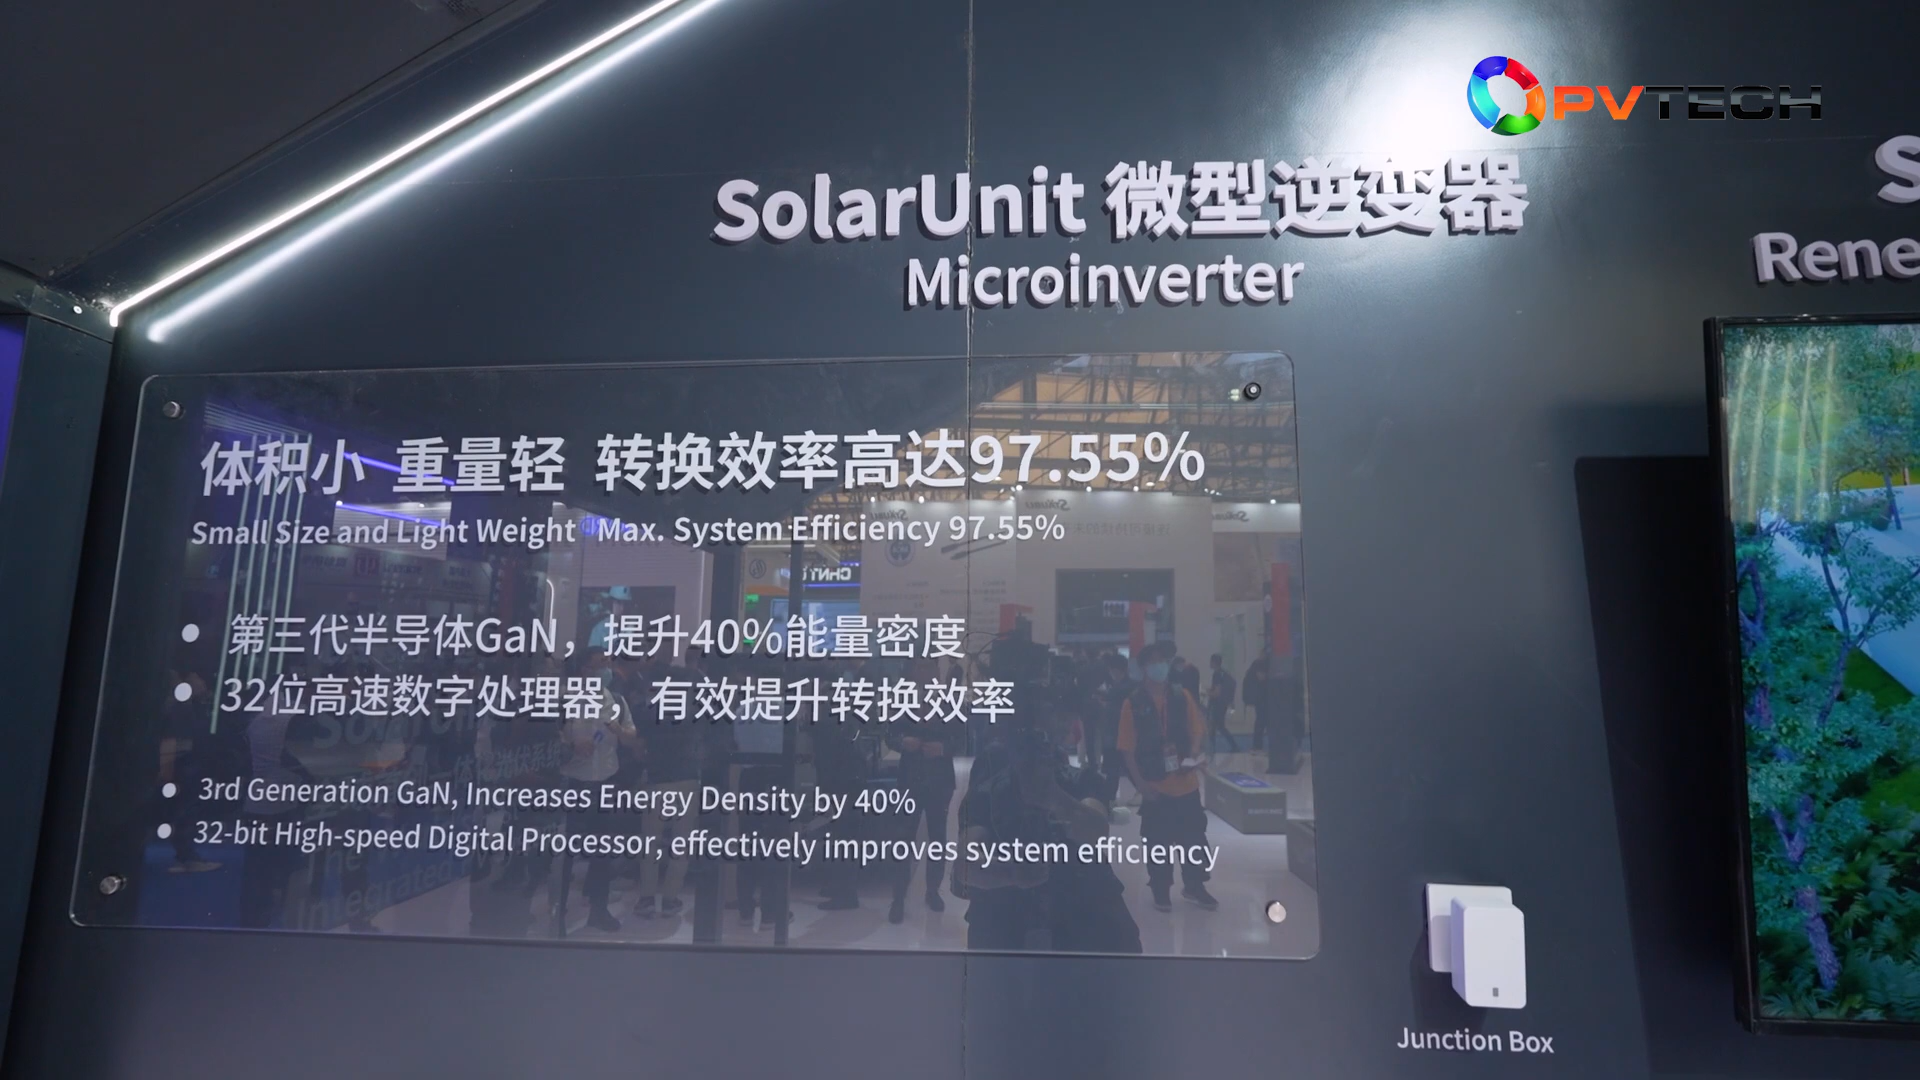 PVTECH
SolarUnit 微型逆变器
Microinverter
S
Rene
体积小 重量轻 转换效率高达97.55%
Small Size and Light Weight Max. System Efficiency 97.55%
• 第三代半导体GaN，提升40%能量密度
• 32位高速数字处理器，有效提升转换效率
• 3rd Generation GaN, Increases Energy Density by 40%
• 32-bit High-speed Digital Processor, effectively improves system efficiency
Junction Box